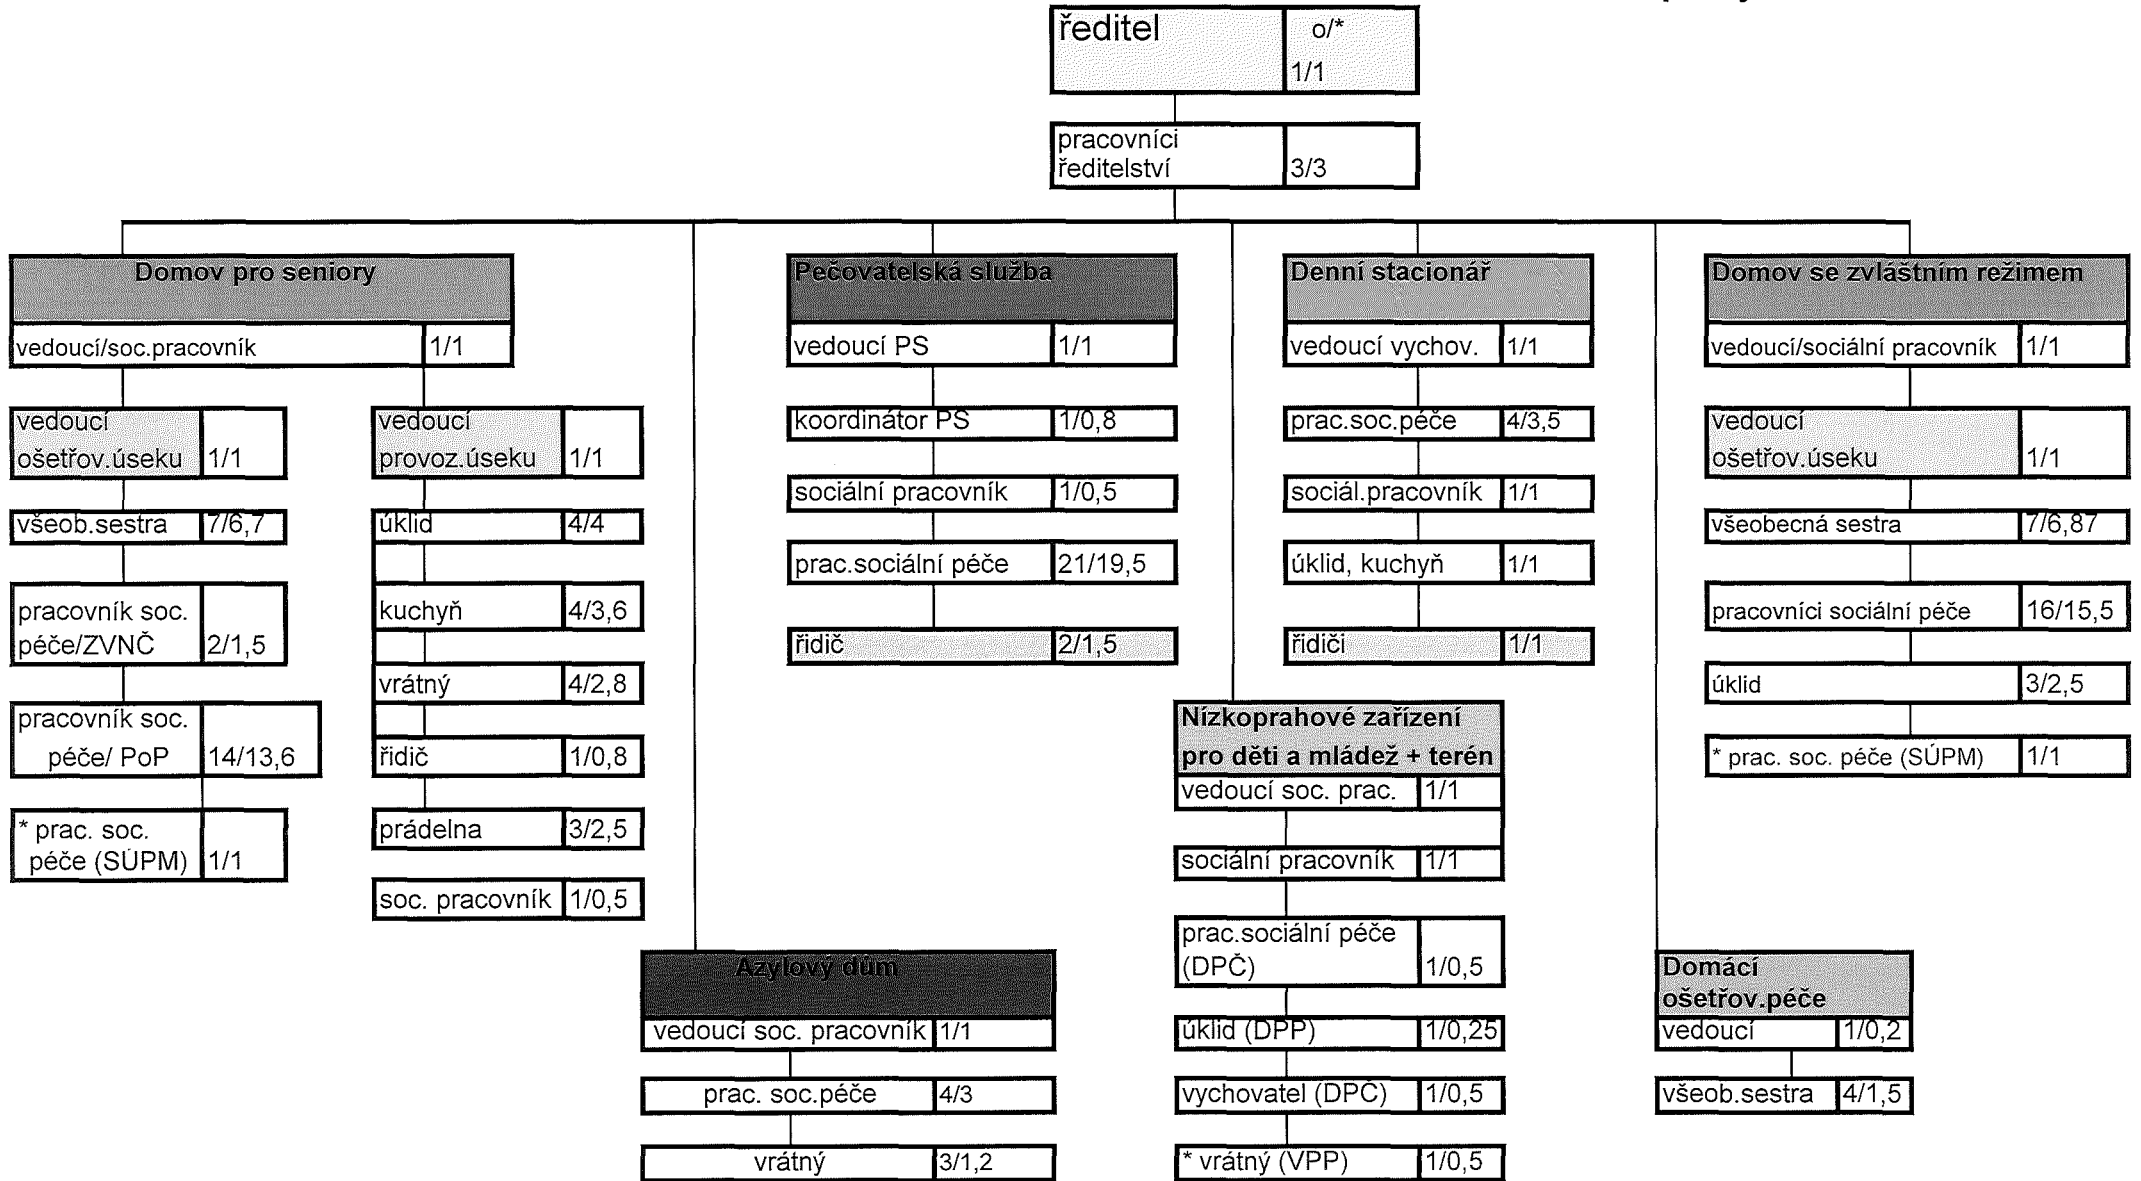 ředitel o/*
1/1
pracovníci
ředitelství 3/3
Domov pro seniory
vedoucí/soc.pracovník 1/1
vedoucí
ošetřov.úseku 1/1
všeob.sestra 7/6,7
pracovník soc.
péče/ZVNČ 2/1,5
pracovník soc.
péče/ PoP 14/13,6
* prac. soc.
péče (SÚPM) 1/1
vedoucí
provoz.úseku 1/1
úklid 4/4
kuchyň 4/3,6
vrátný 4/2,8
řidič 1/0,8
prádelna 3/2,5
soc. pracovník 1/0,5
Azylový dům
vedoucí soc. pracovník 1/1
prac. soc.péče 4/3
vrátný 3/1,2
Pečovatelská služba
vedoucí PS 1/1
koordinátor PS 1/0,8
sociální pracovník 1/0,5
prac.sociální péče 21/19,5
řidič 2/1,5
Denní stacionář
vedoucí vychov. 1/1
prac.soc.péče 4/3,5
sociál.pracovník 1/1
úklid, kuchyň 1/1
řidiči 1/1
Nízkoprahové zařízení
pro děti a mládež + terén
vedoucí soc. prac. 1/1
sociální pracovník 1/1
prac.sociální péče
(DPČ) 1/0,5
úklid (DPP) 1/0,25
vychovatel (DPČ) 1/0,5
* vrátný (VPP) 1/0,5
Domov se zvláštním režimem
vedoucí/sociální pracovník 1/1
vedoucí
ošetřov.úseku 1/1
všeobecná sestra 7/6,87
pracovníci sociální péče 16/15,5
úklid 3/2,5
* prac. soc. péče (SÚPM) 1/1
Domácí
ošetřov.péče
vedoucí 1/0,2
všeob.sestra 4/1,5